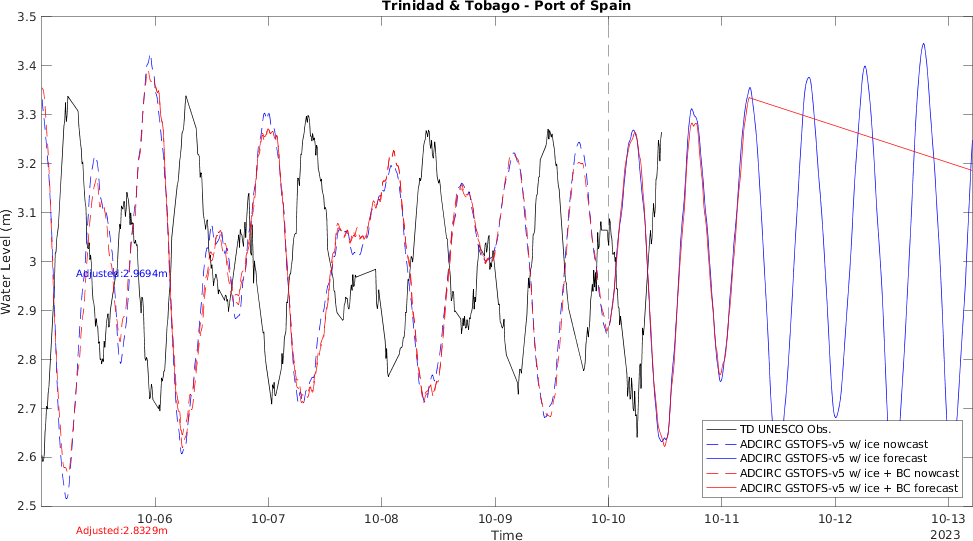 Trinidad & Tobago - Port of Spain
3.5
3.4
3.3
3.2
3.1
3
2.9
2.8
2.7
2.6
2.5
Water Level (m)
Adjusted:2.9694m
Adjusted:2.8329m
TD UNESCO Obs.
ADCIRC GSTOFS-v5 w/ ice nowcast
ADCIRC GSTOFS-v5 w/ ice forecast
ADCIRC GSTOFS-v5 w/ ice + BC nowcast
ADCIRC GSTOFS-v5 w/ ice + BC forecast
10-06 10-07 10-08 10-09 10-10 10-11 10-12 10-13
2023
Time